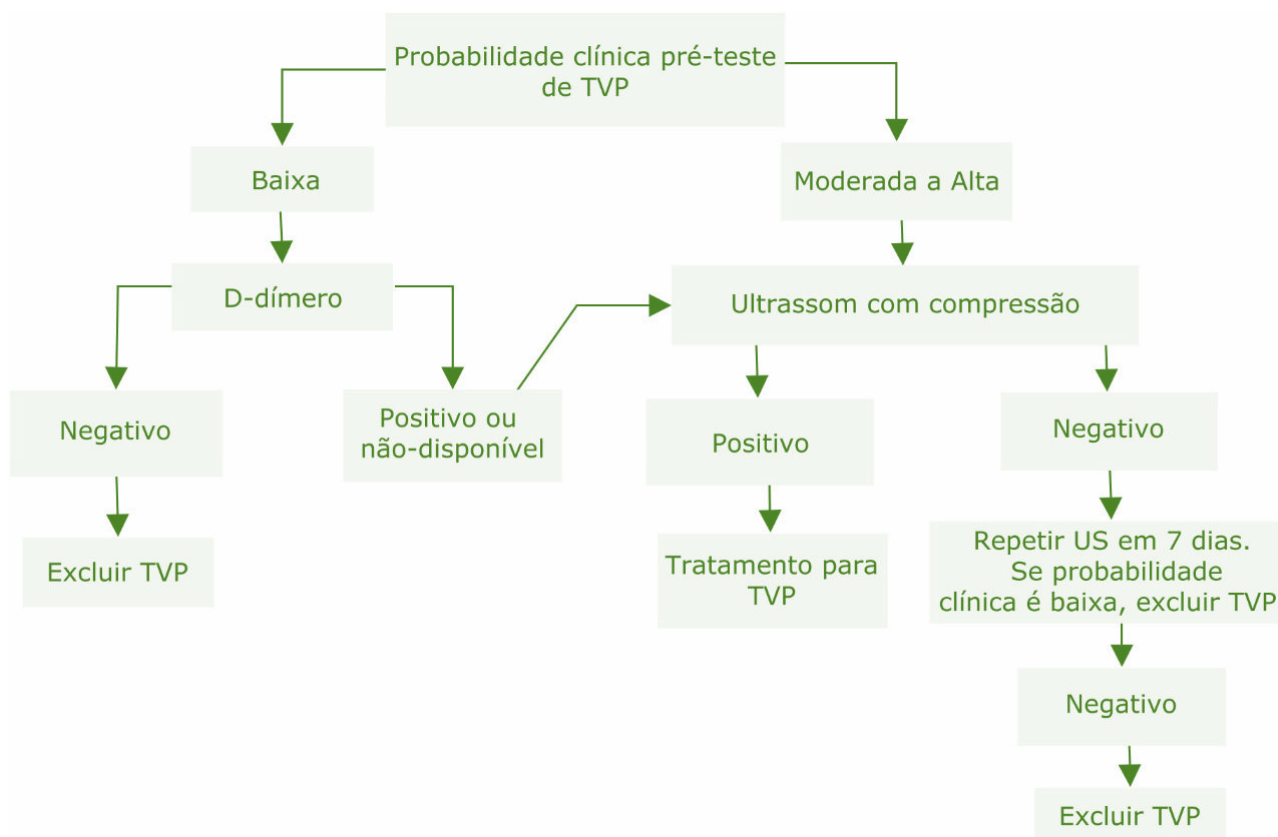 Probabilidade clínica pré-teste
de TVP
Baixa
Moderada a Alta
D-dímero
Ultrassom com compressão
Negativo
Positivo ou
não-disponível
Positivo
Negativo
Excluir TVP
Tratamento para
TVP
Repetir US em 7 dias.
Se probabilidade
clínica é baixa, excluir TVP
Negativo
Excluir TVP